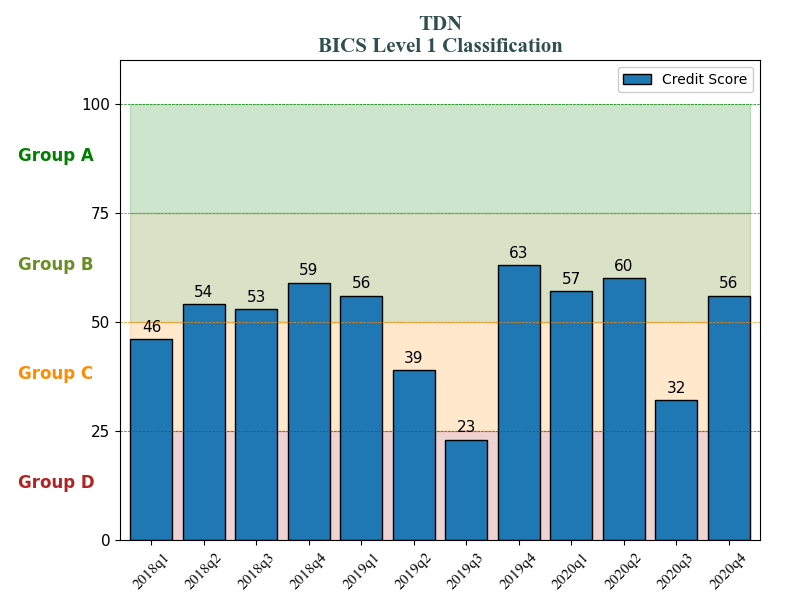 TDN
BICS Level 1 Classification
Credit Score
100
Group A
75
Group B
63
60
59
57
56
56
54
53
50
46
39
Group C
32
25
23
Group D
0
2018q1
2018q2
2018q3
2018q4
2019q1
2019q2
2019q3
2019q4
2020q1
2020q2
2020q3
2020q4